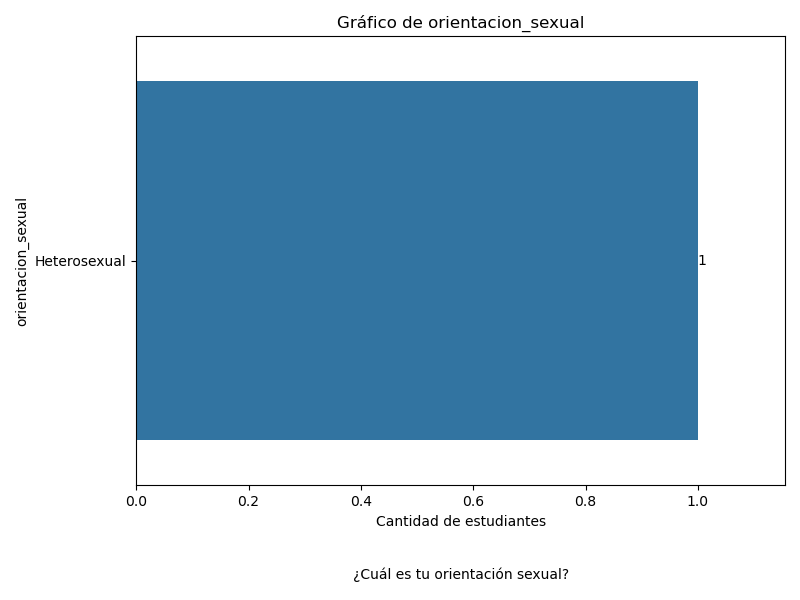 Gráfico de orientacion_sexual
orientacion_sexual
Heterosexual
1
0.0 0.2 0.4 0.6 0.8 1.0
Cantidad de estudiantes
¿Cuál es tu orientación sexual?